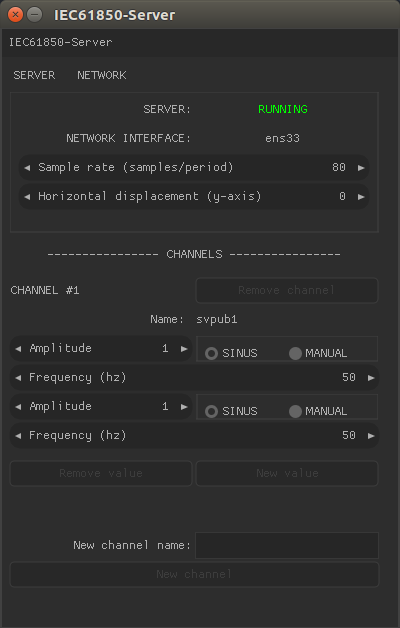 IEC61850-Server
IEC61850-Server
SERVER NETWORK
SERVER: RUNNING
NETWORK INTERFACE: ens33
Sample rate (samples/period) 80
Horizontal displacement (y-axis) 0
---------------- CHANNELS ----------------
CHANNEL #1 Remove channel
Name: svpub1
Amplitude 1 SINUS MANUAL
Frequency (hz) 50
Amplitude 1 SINUS MANUAL
Frequency (hz) 50
Remove value New value
New channel name:
New channel